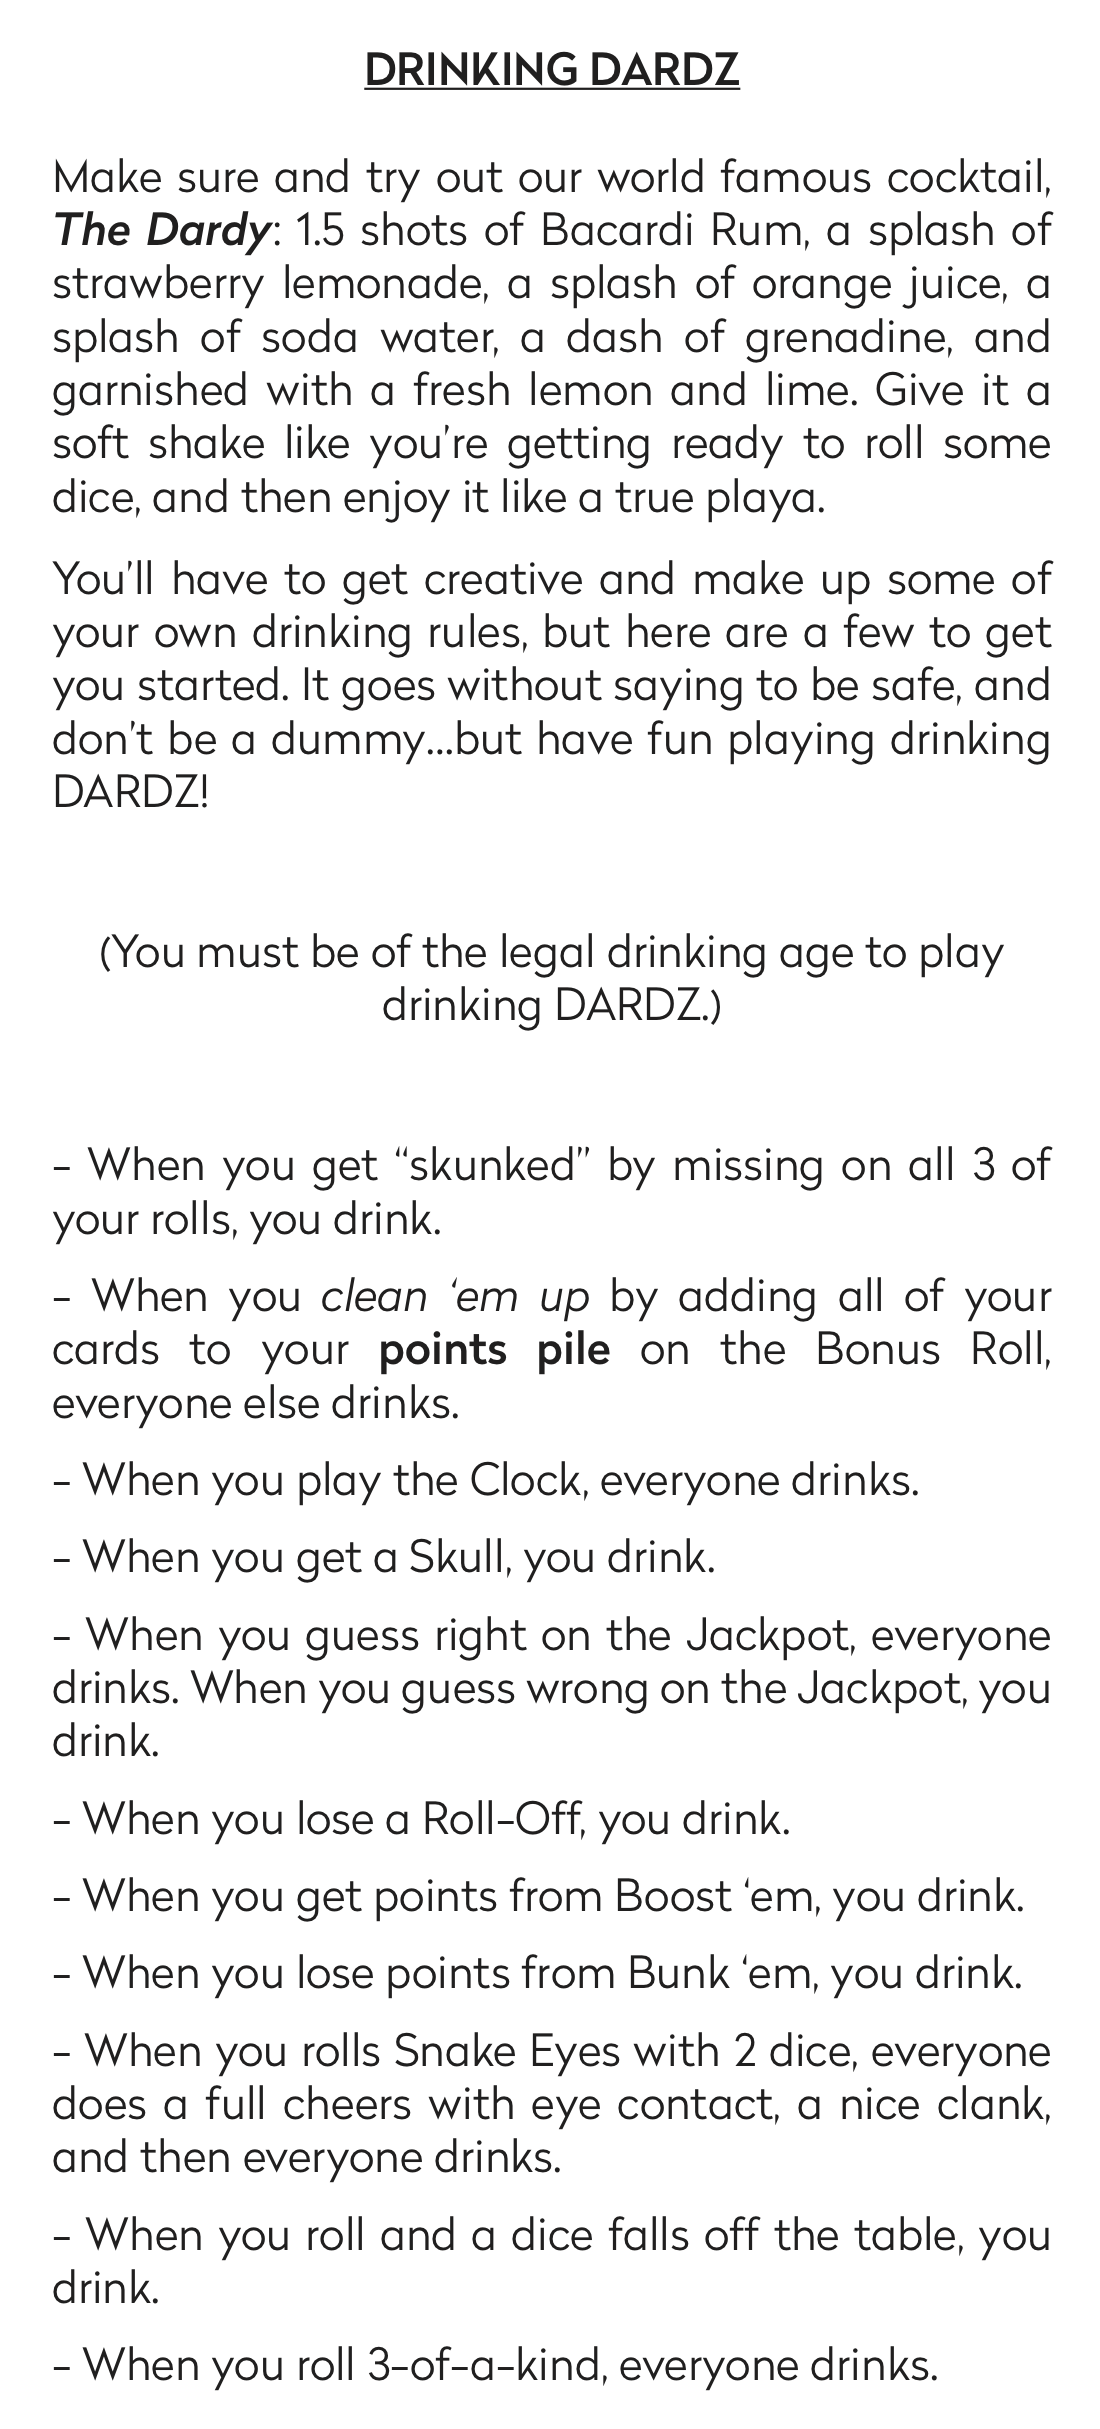 DRINKING DARDZ
Make sure and try out our world famous cocktail,
The Dardy: 1.5 shots of Bacardi Rum, a splash of
strawberry lemonade, a splash of orange juice, a
splash of soda water, a dash of grenadine, and
garnished with a fresh lemon and lime. Give it a
soft shake like you’re getting ready to roll some
dice, and then enjoy it like a true playa.
You’ll have to get creative and make up some of
your own drinking rules, but here are a few to get
you started. It goes without saying to be safe, and
don’t be a dummy...but have fun playing drinking
DARDZ!
(You must be of the legal drinking age to play
drinking DARDZ.)
- When you get “skunked” by missing on all 3 of
your rolls, you drink.
- When you clean ‘em up by adding all of your
cards to your points pile on the Bonus Roll,
everyone else drinks.
- When you play the Clock, everyone drinks.
- When you get a Skull, you drink.
- When you guess right on the Jackpot, everyone
drinks. When you guess wrong on the Jackpot, you
drink.
- When you lose a Roll-Off, you drink.
- When you get points from Boost ‘em, you drink.
- When you lose points from Bunk ‘em, you drink.
- When you rolls Snake Eyes with 2 dice, everyone
does a full cheers with eye contact, a nice clank,
and then everyone drinks.
- When you roll and a dice falls off the table, you
drink.
- When you roll 3-of-a-kind, everyone drinks.